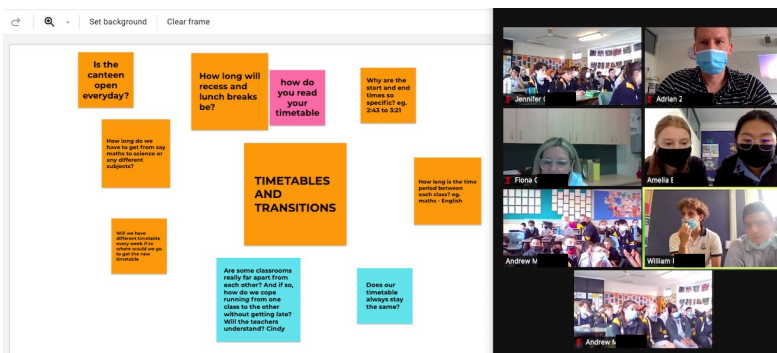 Set background
Clear frame
Is the
canteen
open
everyday?
How long will
recess and
lunch breaks
be?
how do
you read
your
timetable
Why are the
start and end
times so
specific? eg.
2:43 to 3:21
How long do we
have to get from say
maths to science or
any different
subjects?
TIMETABLES
AND
TRANSITIONS
How long is the time
period between
each class? eg.
maths - English
Will we have
different timetable
every week if so
where would we go
to get the new
timetable
Are some classrooms
really far apart from
each other? And if so,
how do we cope
running from one
class to the other
without getting late?
Will the teachers
understand? Cindy
Does our
timetable
always stay
the same?
Jennifer
Adrian Z
Fiona
Amelia
Andrew M
William
Andrew M